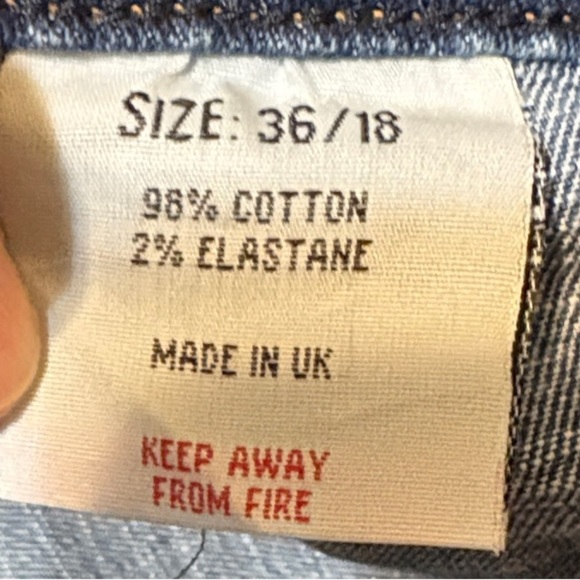 SIZE: 36/18
98% COTTON
2% ELASTANE
MADE IN UK
KEEP AWAY
FROM FIRE